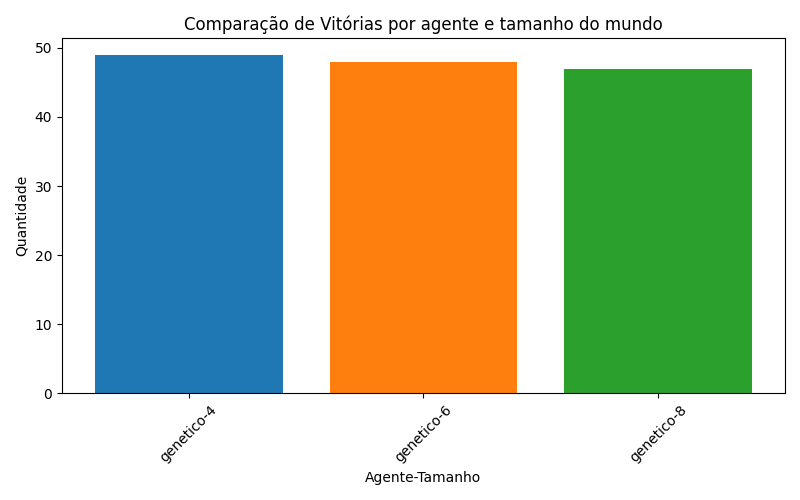 Comparação de Vitórias por agente e tamanho do mundo
50
40
30
20
10
0
Quantidade
genetico-4
genetico-6
genetico-8
Agente-Tamanho